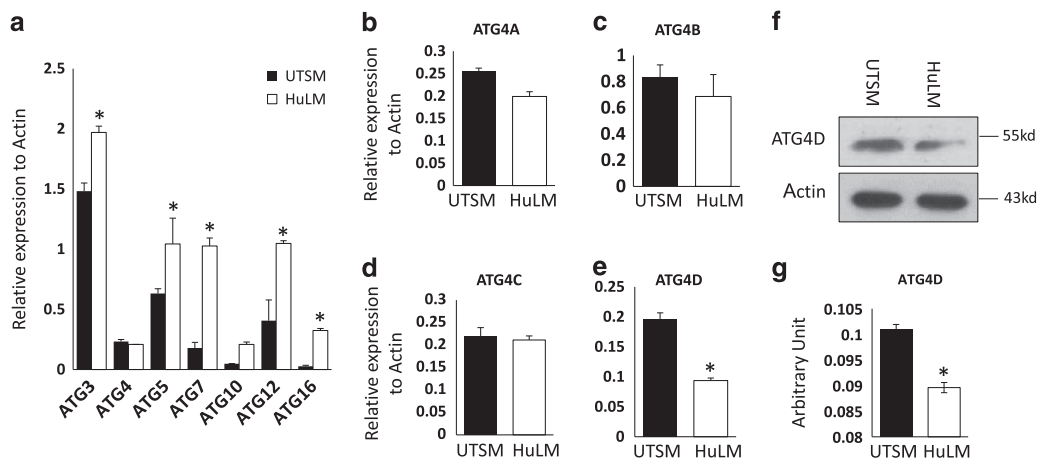 a
Relative expression to Actin
2.5
2
1.5
1
0.5
0
UTSM
HuLM
*
*
*
*
*
ATG3
ATG4
ATG5
ATG7
ATG10
ATG12
ATG16
b
ATG4A
Relative expression
to Actin
0.3
0.25
0.2
0.15
0.1
0.05
0
UTSM
HuLM
c
ATG4B
1
0.8
0.6
0.4
0.2
0
UTSM
HuLM
d
ATG4C
Relative expression
to Actin
0.3
0.25
0.2
0.15
0.1
0.05
0
UTSM
HuLM
e
ATG4D
0.25
0.2
0.15
0.1
0.05
0
*
UTSM
HuLM
f
UTSM
HuLM
ATG4D
55kd
Actin
43kd
g
ATG4D
Arbitrary Unit
0.105
0.1
0.095
0.09
0.085
0.08
*
UTSM
HuLM